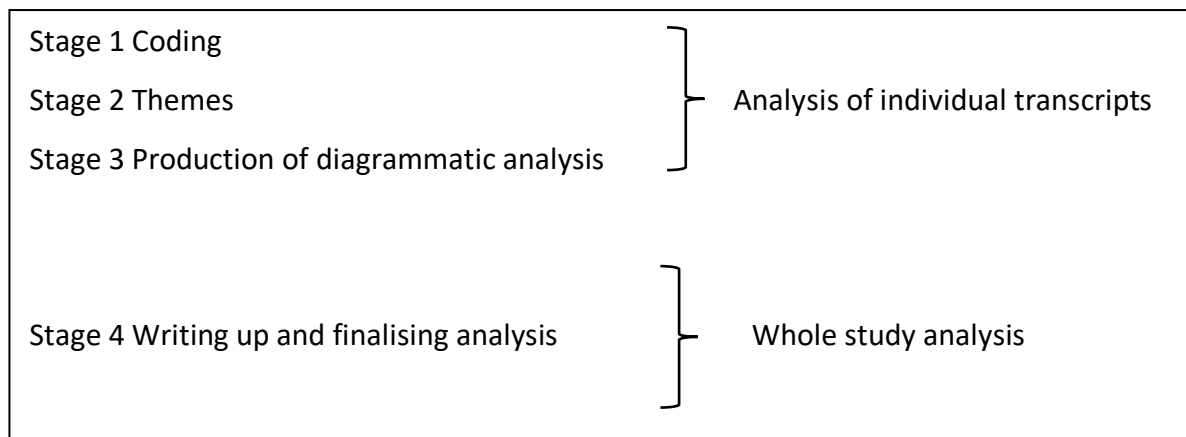 Stage 1 Coding
Stage 2 Themes
Analysis of individual transcripts
Stage 3 Production of diagrammatic analysis
Stage 4 Writing up and finalising analysis
Whole study analysis